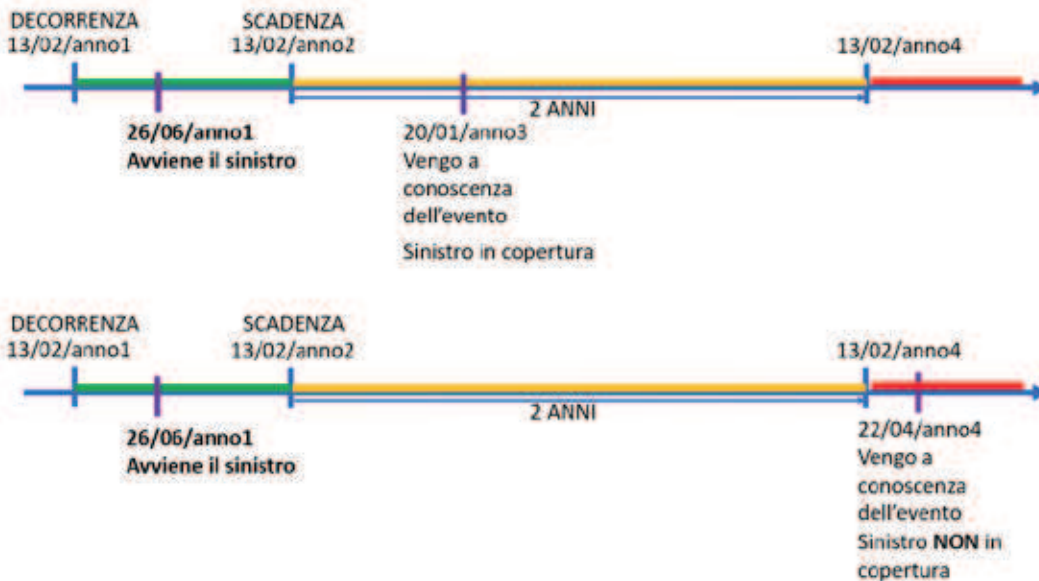 DECORRENZA
13/02/anno1
SCADENZA
13/02/anno2
13/02/anno4
2 ANNI
26/06/anno1
Avviene il sinistro
20/01/anno3
Vengo a
conoscenza
dell'evento
Sinistro in copertura
DECORRENZA
13/02/anno1
SCADENZA
13/02/anno2
13/02/anno4
2 ANNI
26/06/anno1
Avviene il sinistro
22/04/anno4
Vengo a
conoscenza
dell'evento
Sinistro NON in
copertura